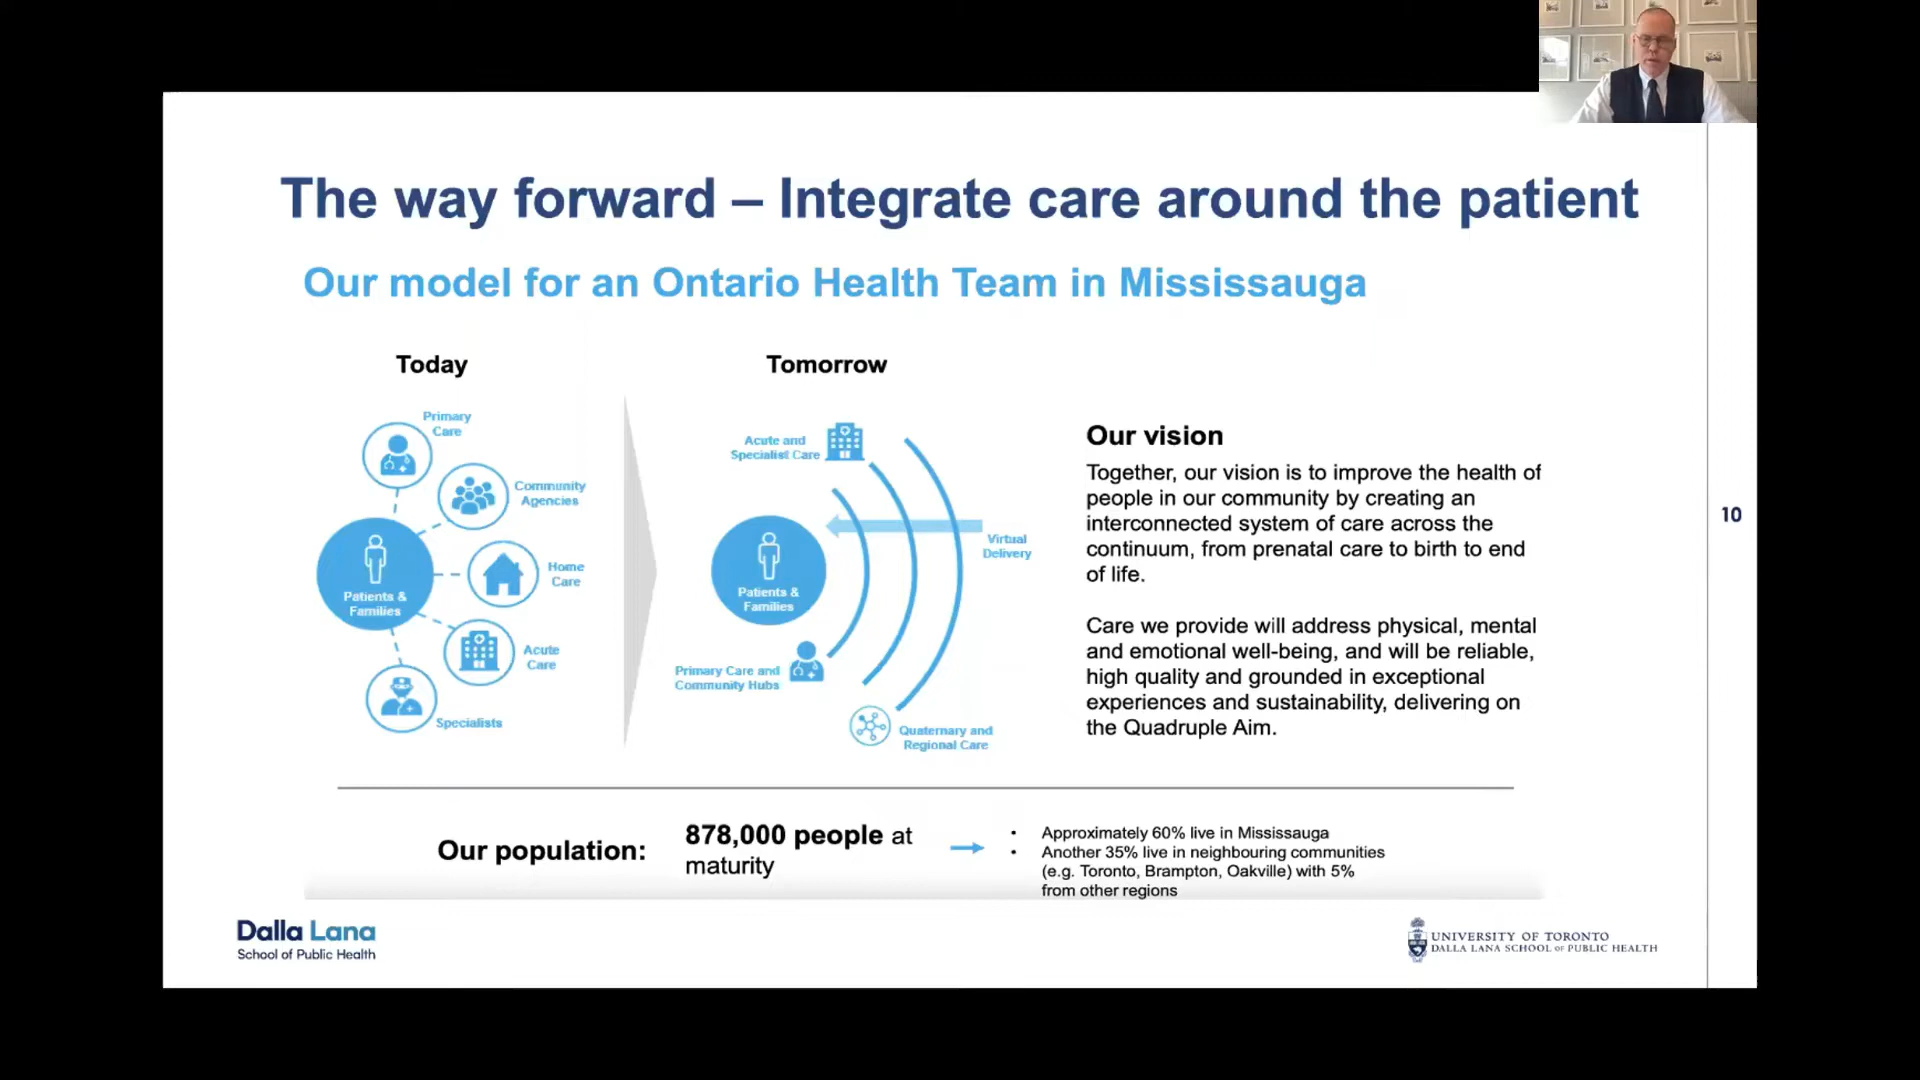 The way forward – Integrate care around the patient
Our model for an Ontario Health Team in Mississauga
Today
Primary
Care
Community
Agencies
Patients &
Families
Home
Care
Acute
Care
Specialists
Tomorrow
Acute and
Specialist Care
Virtual
Delivery
Patients &
Families
Primary Care and
Community Hubs
Quaternary and
Regional Care
Our vision
Together, our vision is to improve the health of
people in our community by creating an
interconnected system of care across the
continuum, from prenatal care to birth to end
of life.
Care we provide will address physical, mental
and emotional well-being, and will be reliable,
high quality and grounded in exceptional
experiences and sustainability, delivering on
the Quadruple Aim.
10
Our population:
878,000 people at
maturity
• Approximately 60% live in Mississauga
• Another 35% live in neighbouring communities
(e.g. Toronto, Brampton, Oakville) with 5%
from other regions
Dalla Lana
School of Public Health
UNIVERSITY OF TORONTO
DALLA LANA SCHOOL OF PUBLIC HEALTH